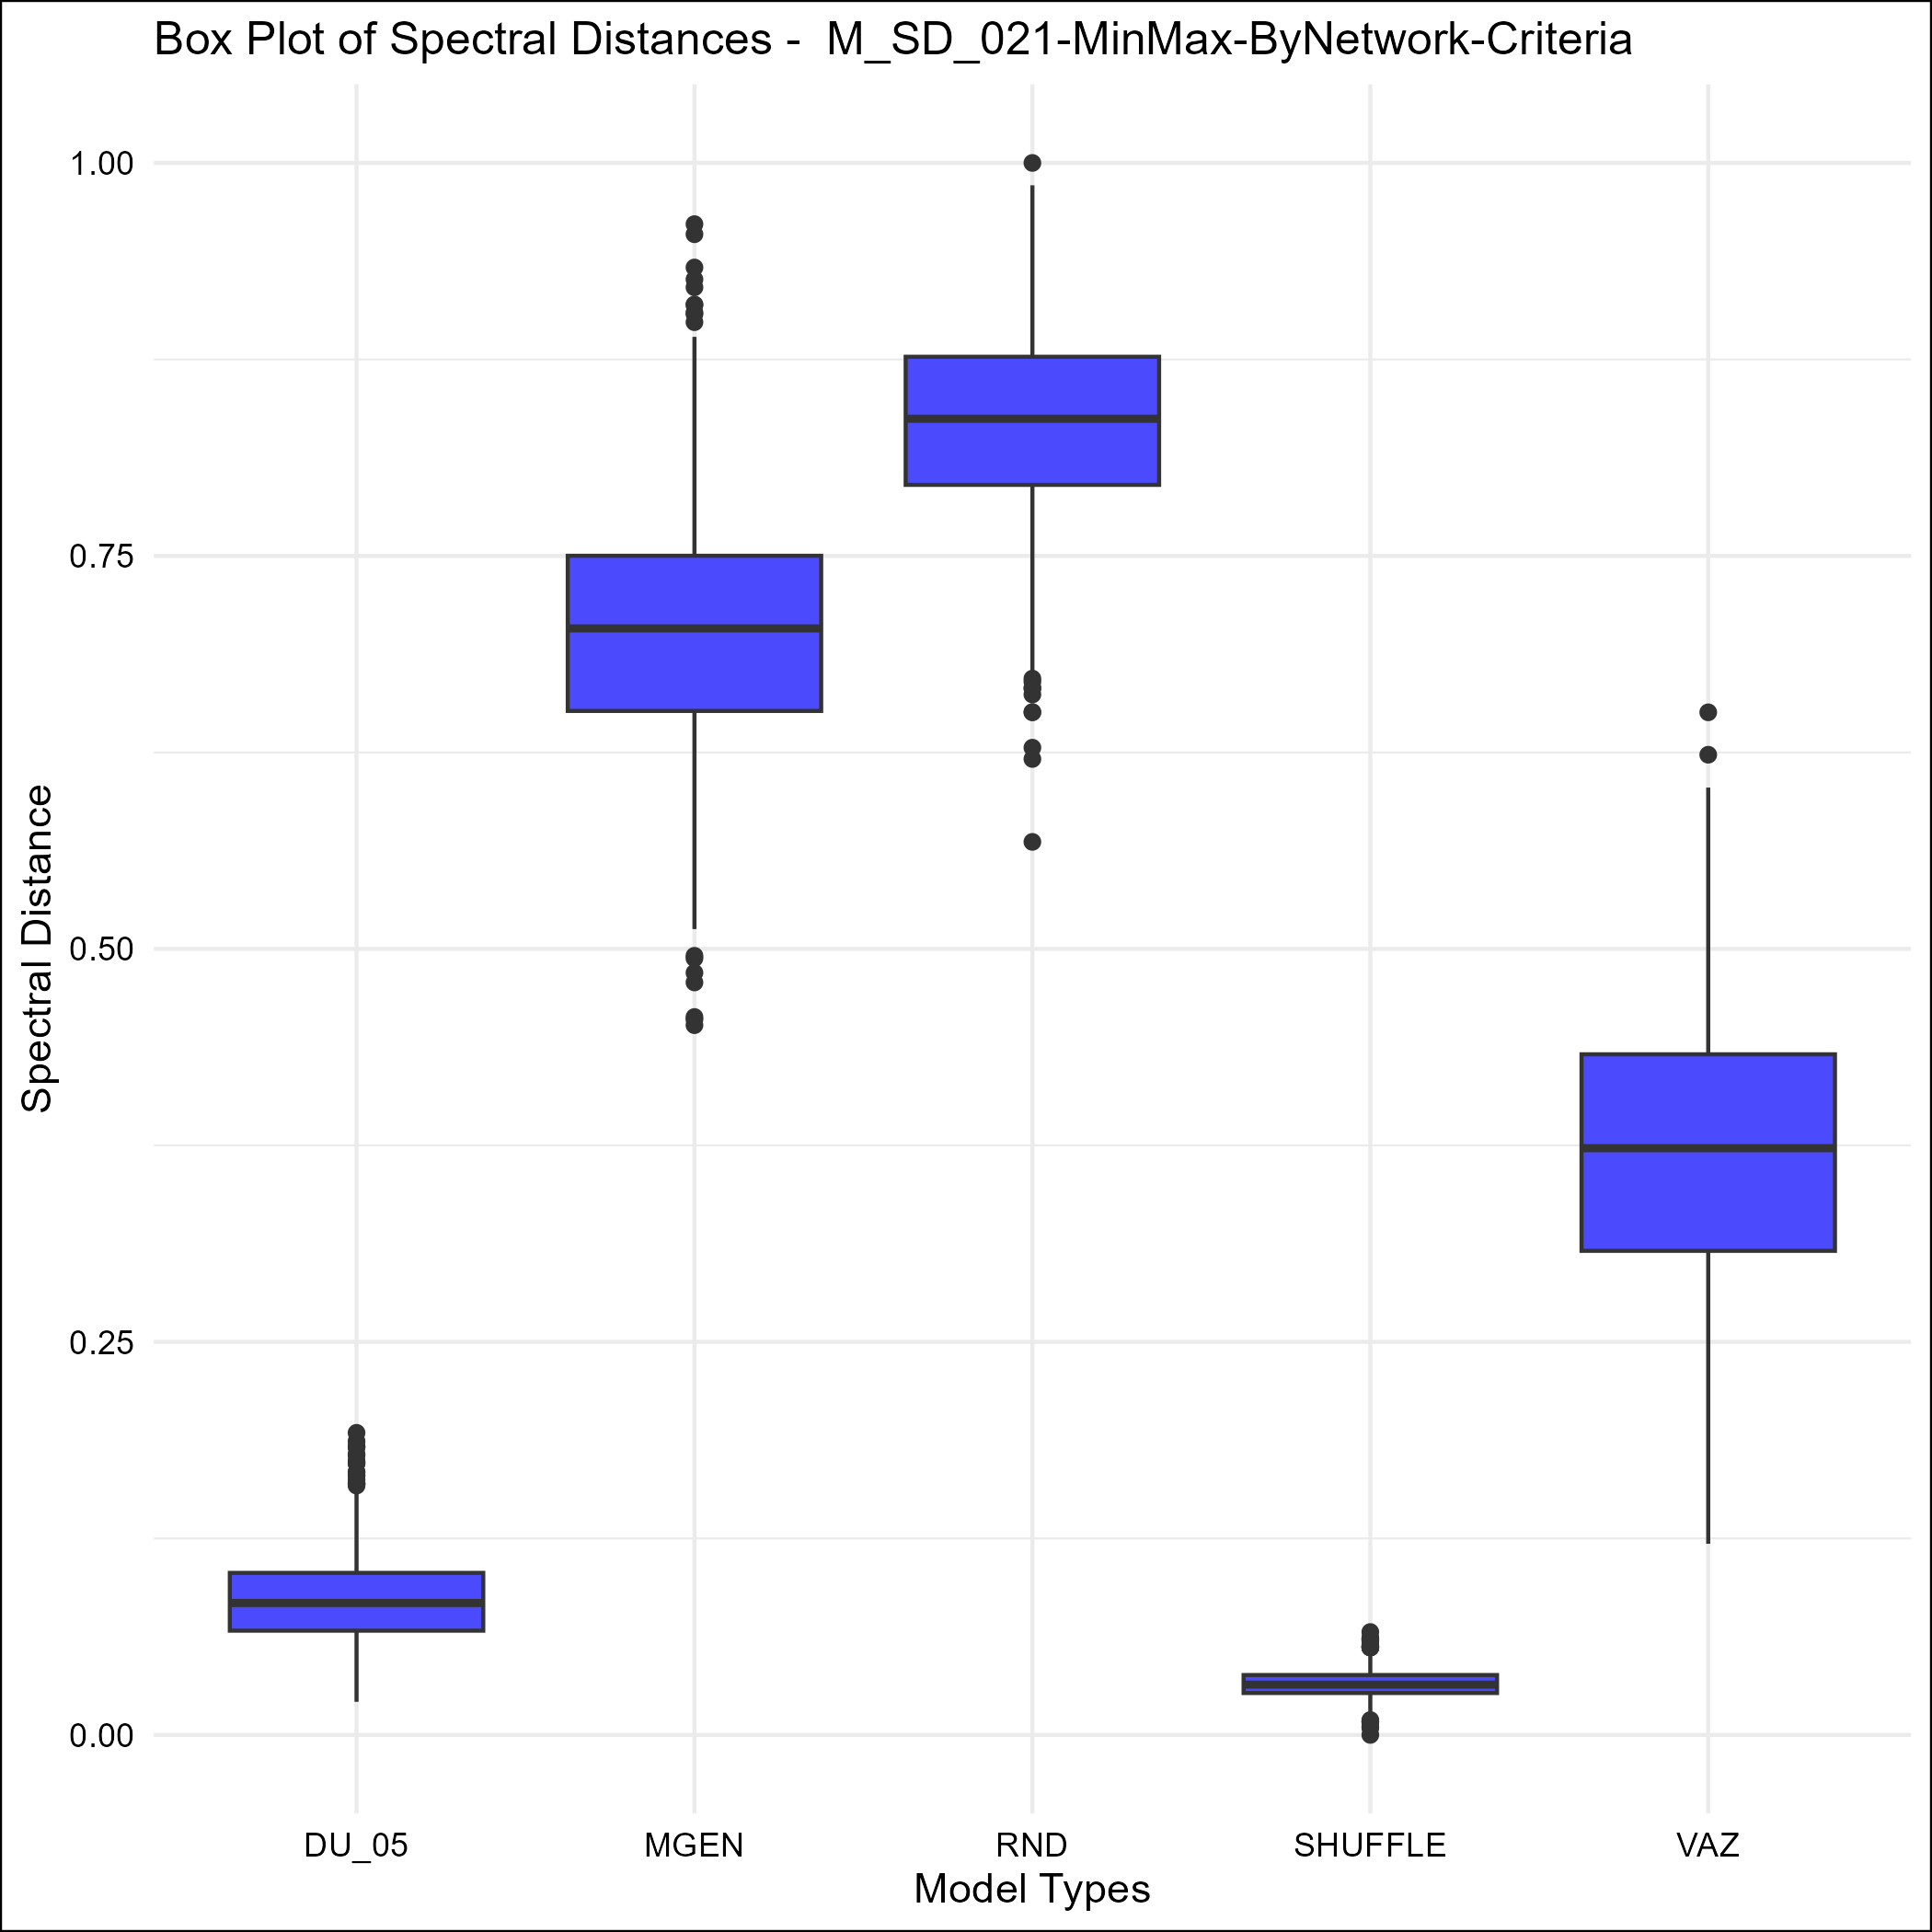 Box Plot of Spectral Distances -  M_SD_021-MinMax-ByNetwork-Criteria
Spectral Distance
1.00
0.75
0.50
0.25
0.00
DU_05 MGEN RND SHUFFLE VAZ
Model Types